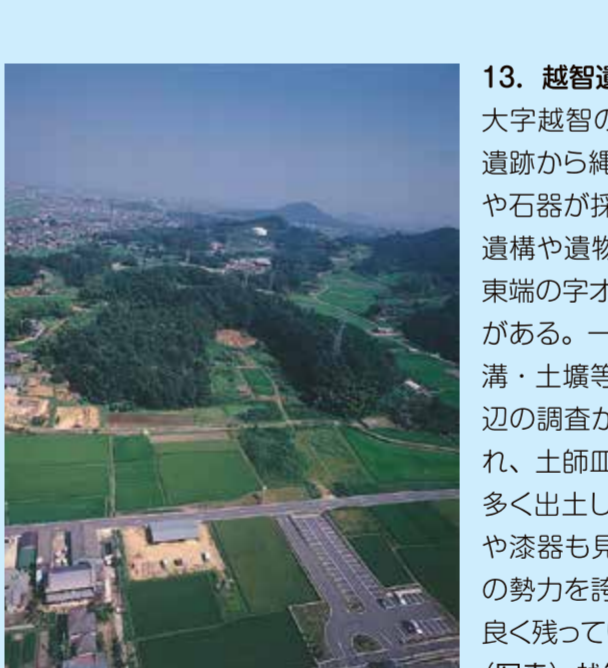 13. 越智遺
大字越智の
遺跡から縄
や石器が採
遺構や遺物
東端の字オ
がある。一
溝・土壙等
辺の調査か
れ、土師皿
多く出土し
や漆器も見
の勢力を誇
良く残って